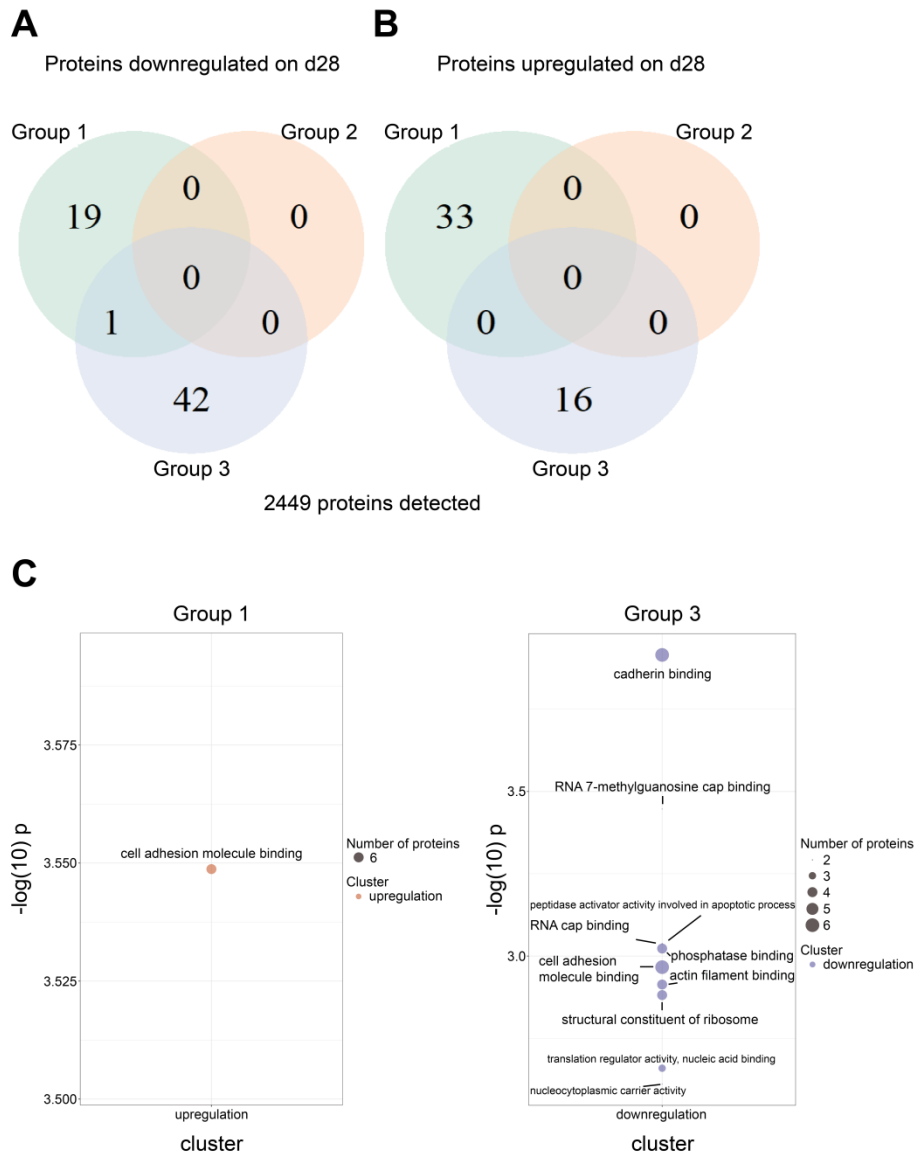 A
B
Proteins downregulated on d28
Proteins upregulated on d28
Group 1
Group 2
Group 1
Group 2
0
0
19
0
33
0
0
0
1
0
0
0
42
16
Group 3
Group 3
2449 proteins detected
C
Group 1
Group 3
-log(10) p
3.575
3.550
3.525
3.500
cell adhesion molecule binding
upregulation
cluster
Number of proteins
6
Cluster
upregulation
-log(10) p
3.5
3.0
cadherin binding
RNA 7-methylguanosine cap binding
peptidase activator activity involved in apoptotic process
RNA cap binding
phosphatase binding
cell adhesion
molecule binding
actin filament binding
structural constituent of ribosome
translation regulator activity, nucleic acid binding
nucleocytoplasmic carrier activity
downregulation
cluster
Number of proteins
2
3
4
5
6
Cluster
downregulation